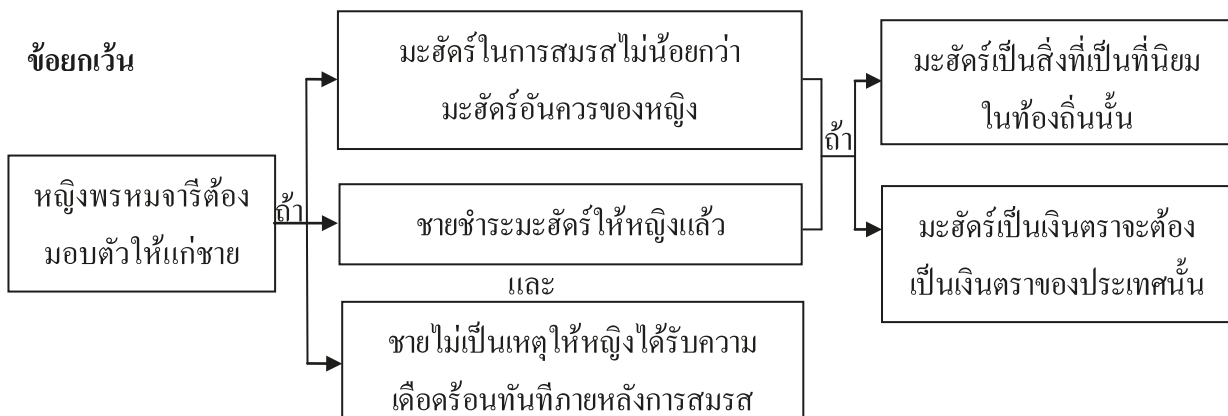 ข้อยกเว้น
หญิงพรหมจารีต้อง
มอบตัวให้แก่ชาย
ถ้า
มะฮัดร์ในการสมรสไม่น้อยกว่า
มะฮัดร์อันควรของหญิง
ชายชำระมะฮัดร์ให้หญิงแล้ว
และ
ชายไม่เป็นเหตุให้หญิงได้รับความ
เดือดร้อนทันทีภายหลังการสมรส
ถ้า
มะฮัดร์เป็นสิ่งที่เป็นที่นิยม
ในท้องถิ่นนั้น
มะฮัดร์เป็นเงินตราจะต้อง
เป็นเงินตราของประเทศนั้น